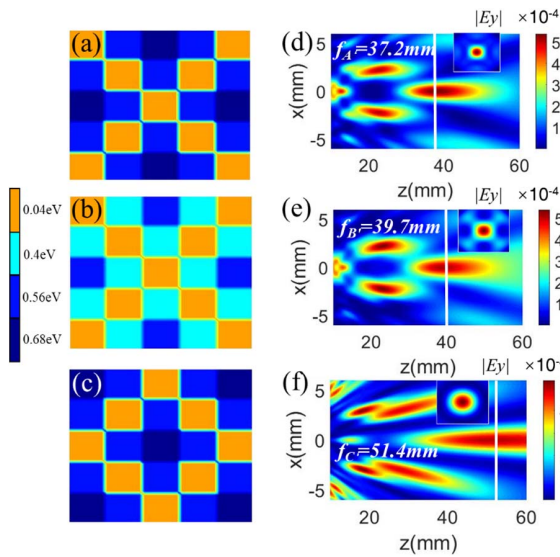 (a)
(b)
(c)
0.04eV
0.4eV
0.56eV
0.68eV
(d)
|Ey|
×10⁻⁴
f_A=37.2mm
x(mm)
5
0
-5
20
40
60
z(mm)
5
4
3
2
1
(e)
|Ey|
×10⁻⁴
f_B=39.7mm
x(mm)
5
0
-5
20
40
60
z(mm)
5
4
3
2
1
(f)
|Ey|
×10⁻
f_C=51.4mm
x(mm)
5
0
-5
20
40
60
z(mm)